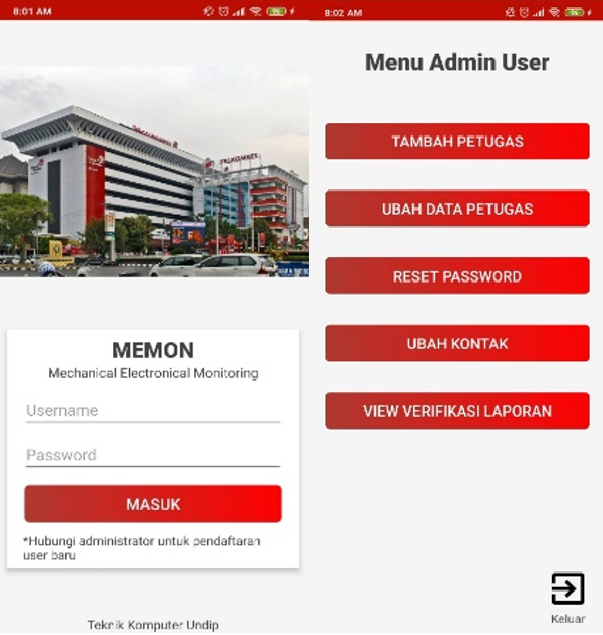 8:01 AM
MEMON
Mechanical Electronical Monitoring
Username
Password
MASUK
*Hubungi administrator untuk pendaftaran
user baru
Teknik Komputer Undip
8:02 AM
Menu Admin User
TAMBAH PETUGAS
UBAH DATA PETUGAS
RESET PASSWORD
UBAH KONTAK
VIEW VERIFIKASI LAPORAN
Keluar